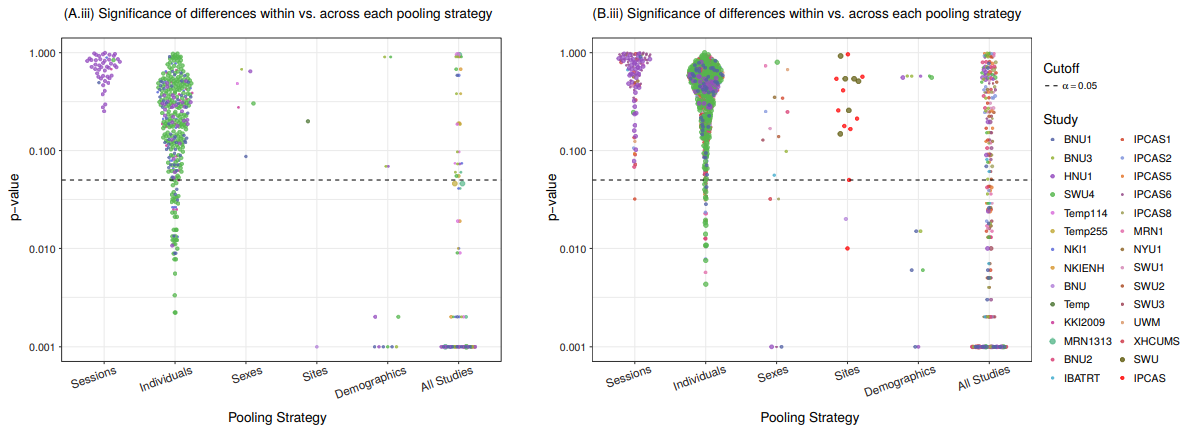 (A.iii) Significance of differences within vs. across each pooling strategy
1.000
0.100
0.010
0.001
p−value
Sessions
Individuals
Sexes
Sites
Demographics
All Studies
Pooling Strategy
(B.iii) Significance of differences within vs. across each pooling strategy
1.000
0.100
0.010
0.001
p−value
Sessions
Individuals
Sexes
Sites
Demographics
All Studies
Pooling Strategy
Cutoff
α = 0.05
Study
BNU1 IPCAS1
BNU3 IPCAS2
HNU1 IPCAS5
SWU4 IPCAS6
Temp114 IPCAS8
Temp255 MRN1
NKI1 NYU1
NKIENH SWU1
BNU SWU2
Temp SWU3
KKI2009 UWM
MRN1313 XHCUMS
BNU2 SWU
IBATRT IPCAS